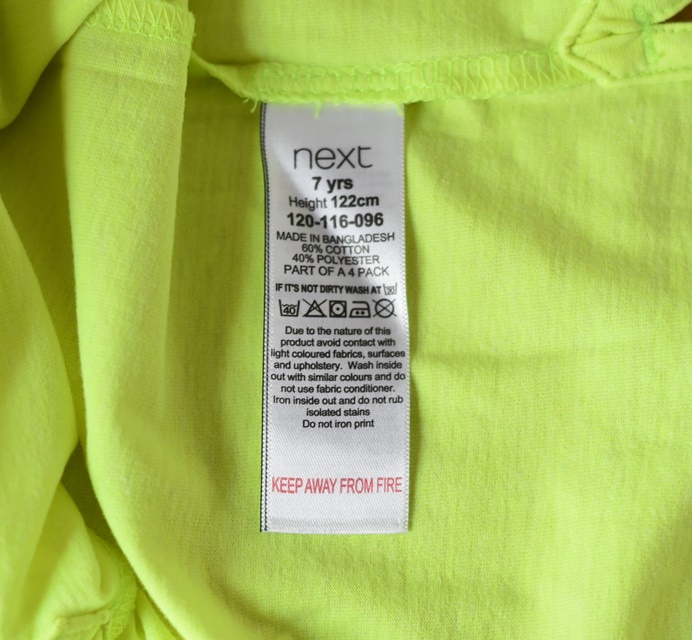 next
7 yrs
Height 122cm
120-116-096
MADE IN BANGLADESH
60% COTTON
40% POLYESTER
PART OF A 4 PACK
IF IT'S NOT DIRTY WASH AT 30
40
Due to the nature of this
product avoid contact with
light coloured fabrics, surfaces
and upholstery. Wash inside
out with similar colours and do
not use fabric conditioner.
Iron inside out and do not rub
isolated stains
Do not iron print
KEEP AWAY FROM FIRE